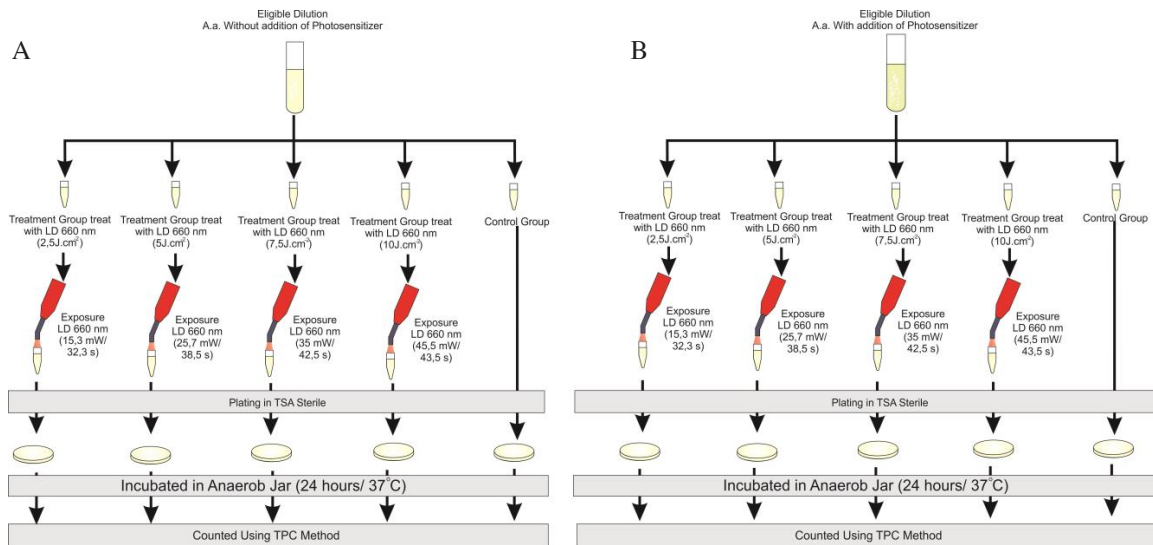 A
Eligible Dilution
A.a. Without addition of Photosensitizer
Treatment Group treat
with LD 660 nm
(2,5J.cm²)
Treatment Group treat
with LD 660 nm
(5J.cm²)
Treatment Group treat
with LD 660 nm
(7,5J.cm²)
Treatment Group treat
with LD 660 nm
(10J.cm²)
Control Group
Exposure
LD 660 nm
(15,3 mW/
32,3 s)
Exposure
LD 660 nm
(25,7 mW/
38,5 s)
Exposure
LD 660 nm
(35 mW/
42,5 s)
Exposure
LD 660 nm
(45,5 mW/
43,5 s)
Plating in TSA Sterile
Incubated in Anaerob Jar (24 hours/ 37°C)
Counted Using TPC Method
B
Eligible Dilution
A.a. With addition of Photosensitizer
Treatment Group treat
with LD 660 nm
(2,5J.cm²)
Treatment Group treat
with LD 660 nm
(5J.cm²)
Treatment Group treat
with LD 660 nm
(7,5J.cm²)
Treatment Group treat
with LD 660 nm
(10J.cm²)
Control Group
Exposure
LD 660 nm
(15,3 mW/
32,3 s)
Exposure
LD 660 nm
(25,7 mW/
38,5 s)
Exposure
LD 660 nm
(35 mW/
42,5 s)
Exposure
LD 660 nm
(45,5 mW/
43,5 s)
Plating in TSA Sterile
Incubated in Anaerob Jar (24 hours/ 37°C)
Counted Using TPC Method